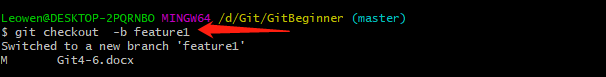 Leowen@DESKTOP-2PQRNBO MINGW64 /d/Git/GitBeginner (master)
$ git checkout  -b feature1
Switched to a new branch 'feature1'
M       Git4-6.docx